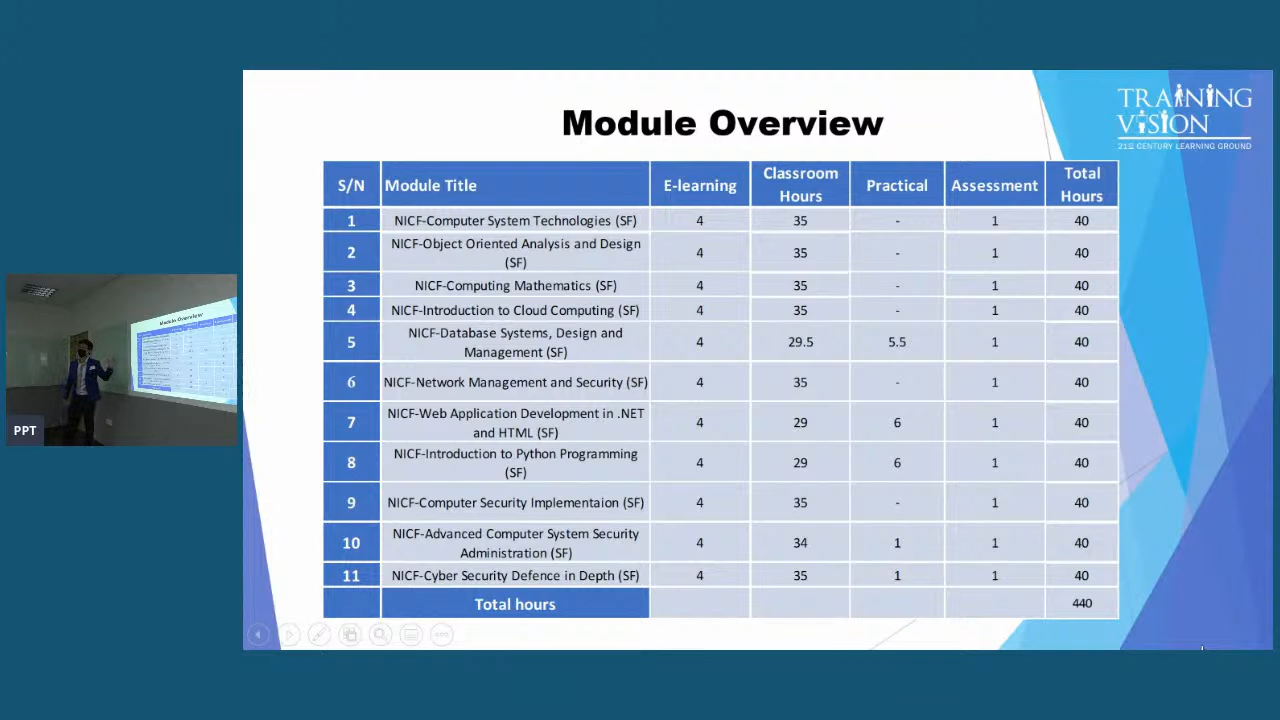 Module Overview
TRAINING
VISION
21ST CENTURY LEARNING GROUND
S/N Module Title E-learning Classroom Hours Practical Assessment Total Hours
1 NICF-Computer System Technologies (SF) 4 35 - 1 40
2 NICF-Object Oriented Analysis and Design (SF) 4 35 - 1 40
3 NICF-Computing Mathematics (SF) 4 35 - 1 40
4 NICF-Introduction to Cloud Computing (SF) 4 35 - 1 40
5 NICF-Database Systems, Design and Management (SF) 4 29.5 5.5 1 40
6 NICF-Network Management and Security (SF) 4 35 - 1 40
7 NICF-Web Application Development in .NET and HTML (SF) 4 29 6 1 40
8 NICF-Introduction to Python Programming (SF) 4 29 6 1 40
9 NICF-Computer Security Implementaion (SF) 4 35 - 1 40
10 NICF-Advanced Computer System Security Administration (SF) 4 34 1 1 40
11 NICF-Cyber Security Defence in Depth (SF) 4 35 1 1 40
Total hours 440
Module Overview
PPT